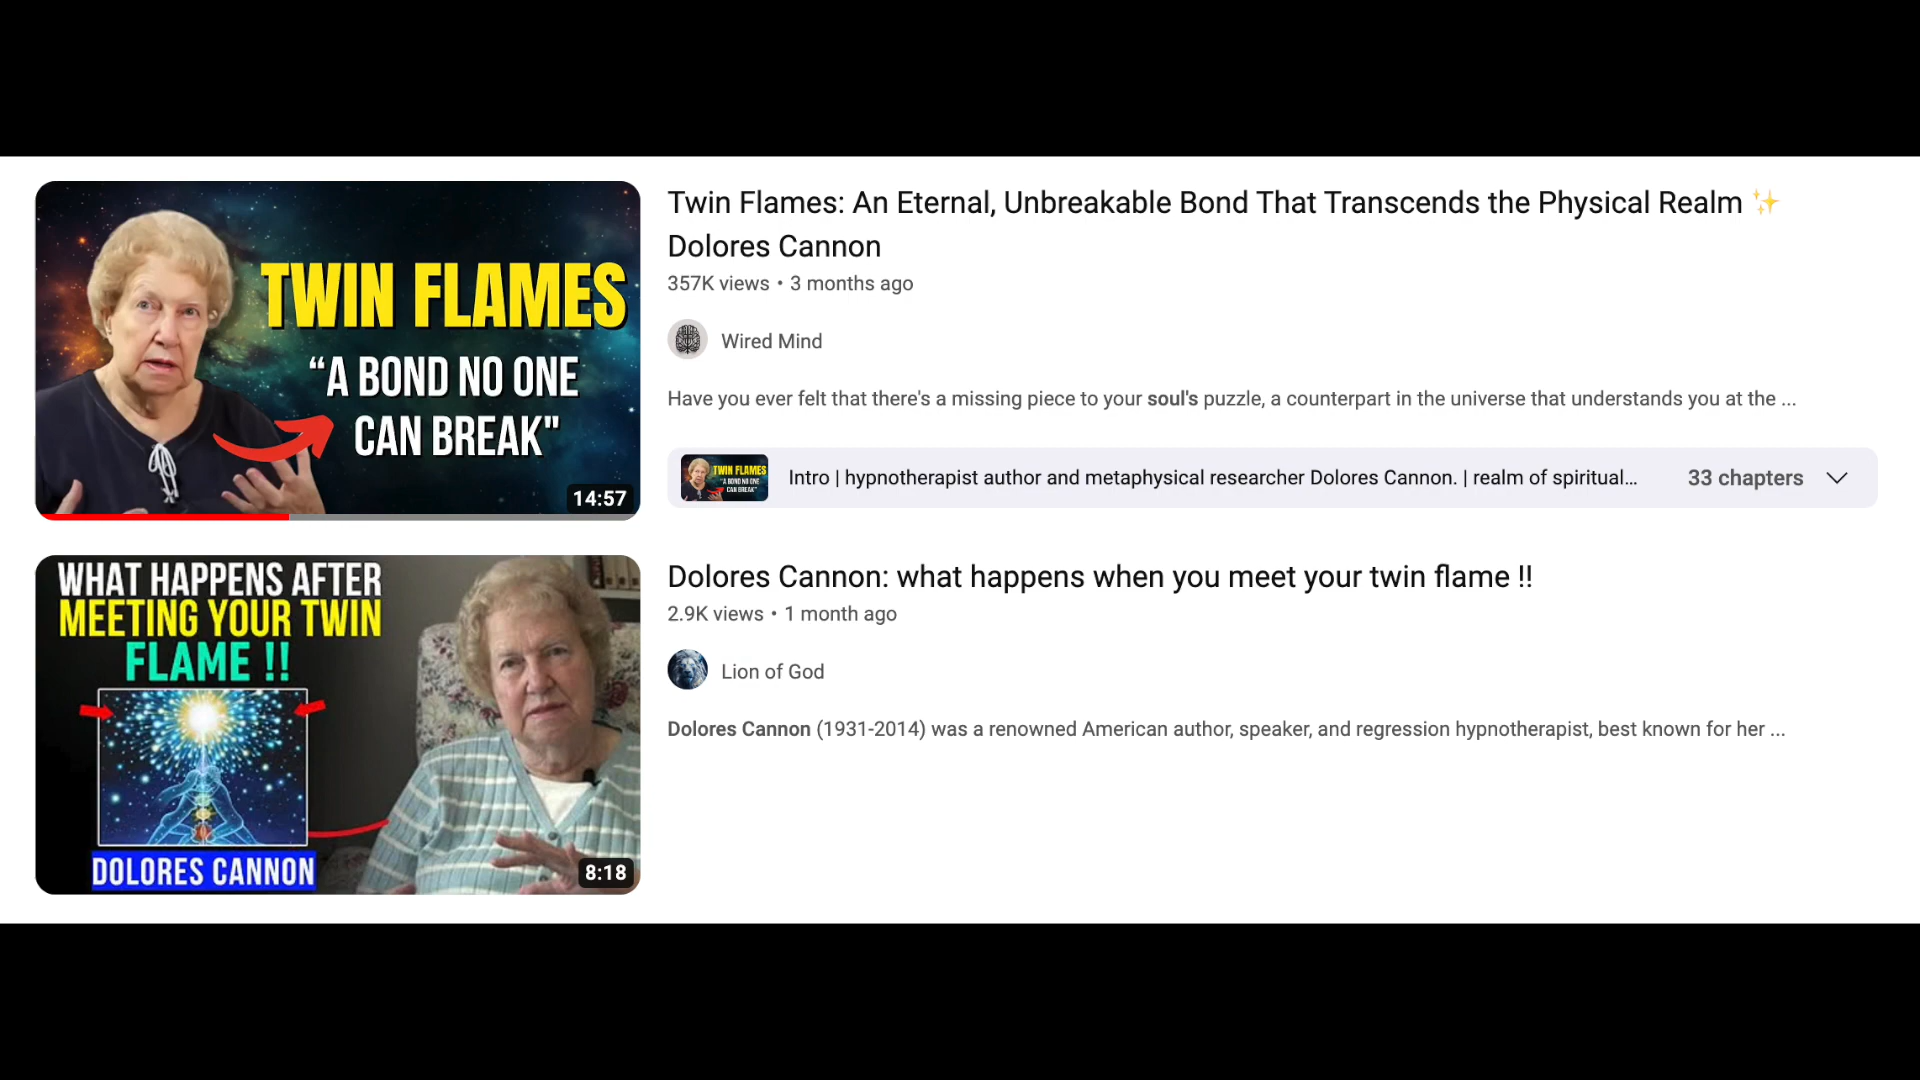 TWIN FLAMES
“A BOND NO ONE
CAN BREAK"
14:57
Twin Flames: An Eternal, Unbreakable Bond That Transcends the Physical Realm ✨
Dolores Cannon
357K views • 3 months ago
Wired Mind
Have you ever felt that there's a missing piece to your soul's puzzle, a counterpart in the universe that understands you at the ...
TWIN FLAMES
"A BOND NO ONE
CAN BREAK"
Intro | hypnotherapist author and metaphysical researcher Dolores Cannon. | realm of spiritual...
33 chapters
WHAT HAPPENS AFTER
MEETING YOUR TWIN
FLAME !!
DOLORES CANNON
8:18
Dolores Cannon: what happens when you meet your twin flame !!
2.9K views • 1 month ago
Lion of God
Dolores Cannon (1931-2014) was a renowned American author, speaker, and regression hypnotherapist, best known for her ...